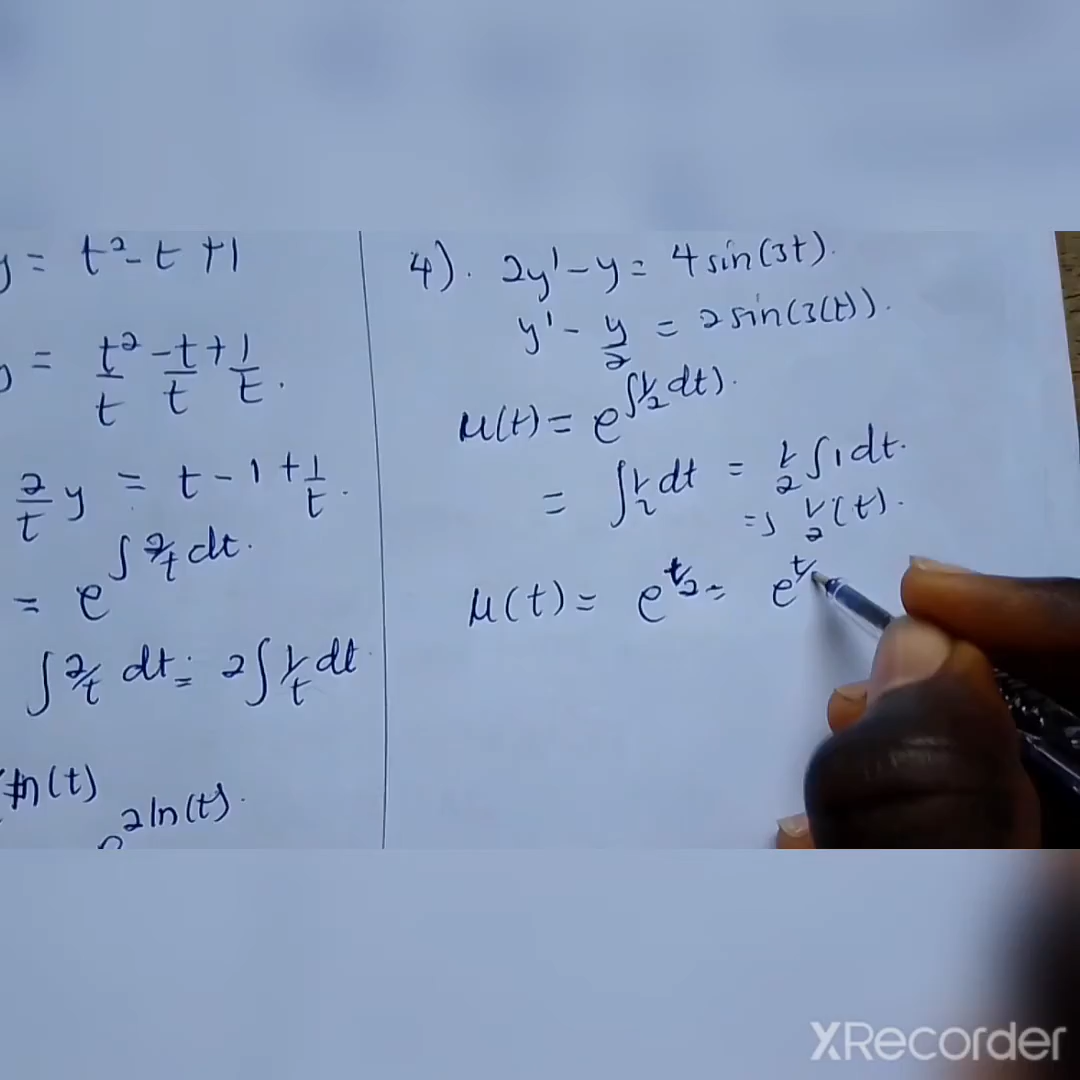 y = t² - t + 1
y = t²/t - t/t + 1/t.
2/t y = t - 1 + 1/t.
= e^∫2/t dt.
∫2/t dt = 2∫1/t dt
ln(t)
e^2ln(t).
4). 2y' - y = 4 sin(3t).
y' - y/2 = 2 sin(3(t)).
μ(t) = e^∫1/2 dt).
= ∫1/2 dt = 1/2 ∫1 dt.
= 1/2(t).
μ(t) = e^t/2 = e^t/
XRecorder